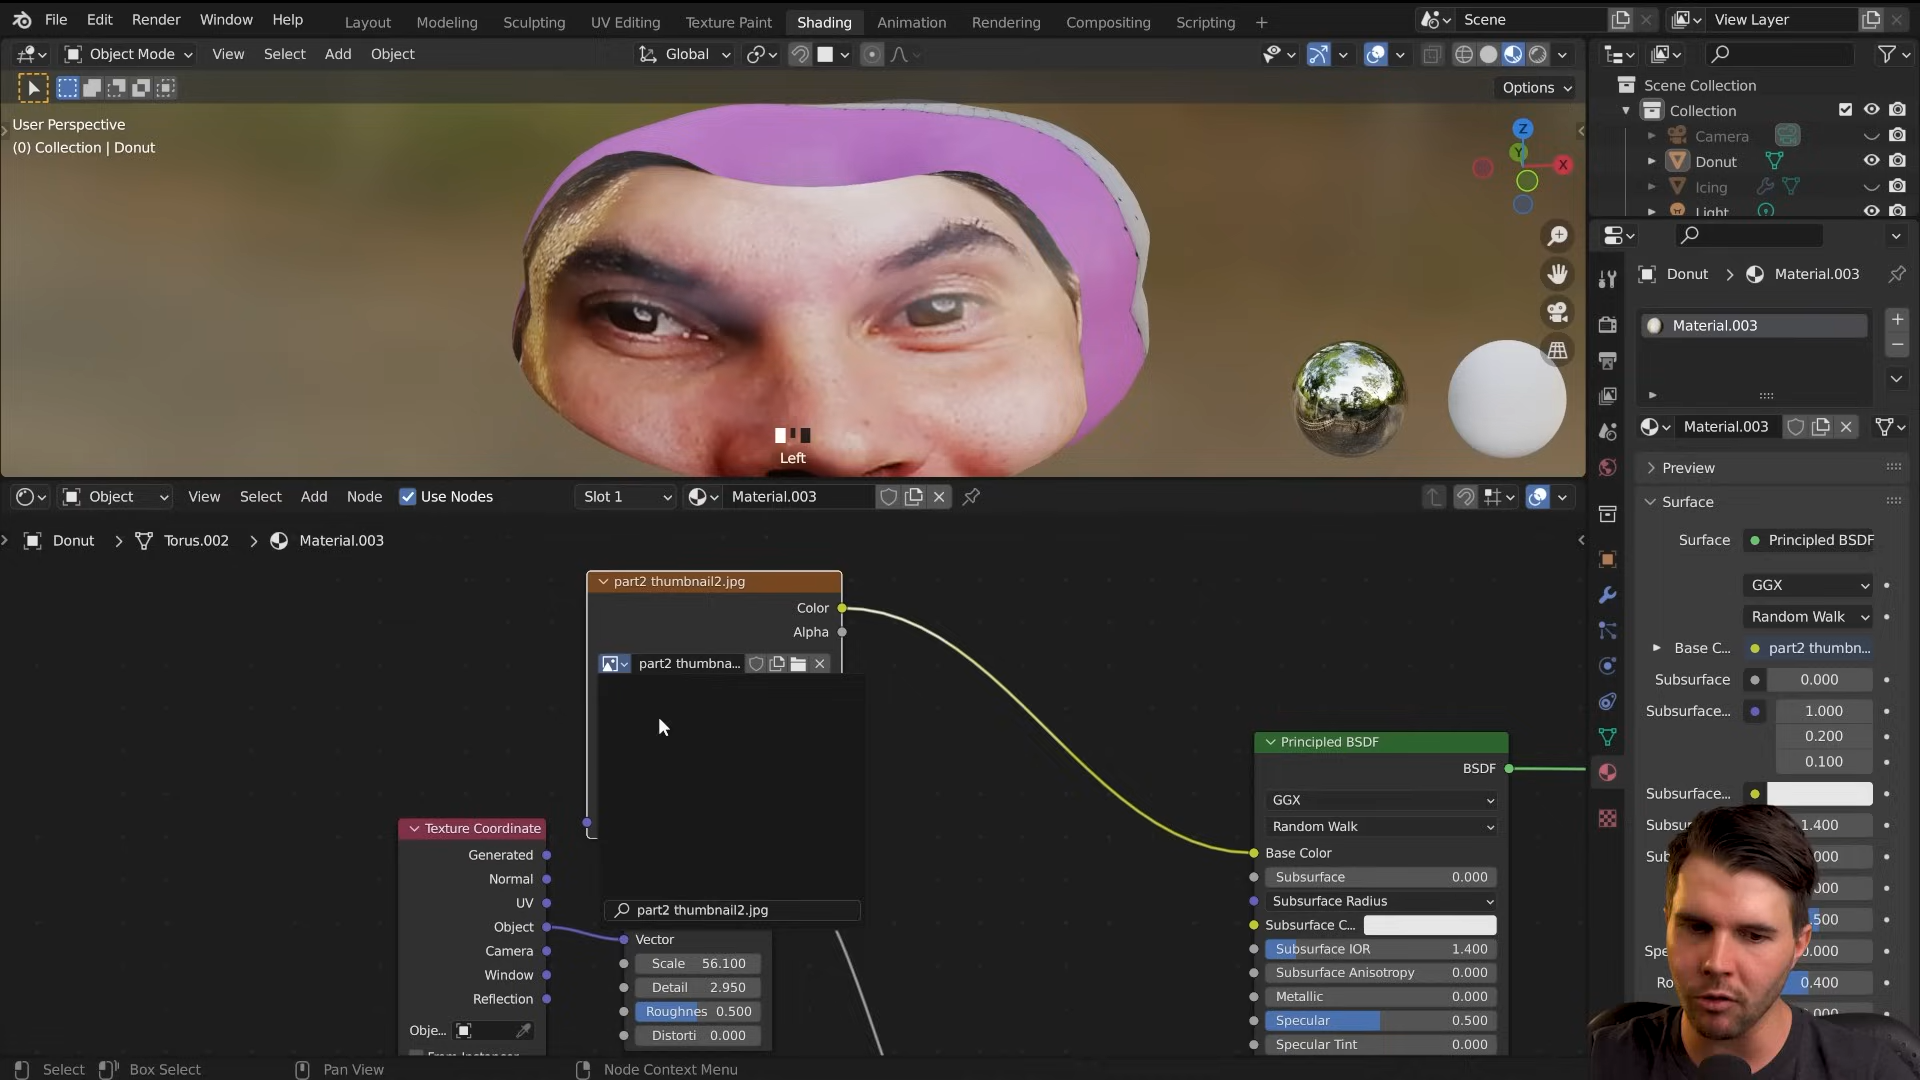 File Edit Render Window Help Layout Modeling Sculpting UV Editing Texture Paint Shading Animation Rendering Compositing Scripting + Scene View Layer
Object Mode View Select Add Object Global
Options
User Perspective
(0) Collection | Donut
Z
Y
X
Left
Scene Collection
Collection
Camera
Donut
Icing
Light
Donut > Material.003
Material.003
Material.003
Preview
Surface
Surface Principled BSDF
GGX
Random Walk
Base C... part2 thumbn...
Subsurface 0.000
Subsurface... 1.000
0.200
0.100
Subsurface...
1.400
0.400
Object View Select Add Node Use Nodes Slot 1 Material.003
Donut > Torus.002 > Material.003
part2 thumbnail2.jpg
Color
Alpha
part2 thumbna...
part2 thumbnail2.jpg
Texture Coordinate
Generated
Normal
UV
Object
Camera
Window
Reflection
Obje...
Vector
Scale 56.100
Detail 2.950
Roughnes 0.500
Distorti 0.000
Principled BSDF
BSDF
GGX
Random Walk
Base Color
Subsurface 0.000
Subsurface Radius
Subsurface C...
Subsurface IOR 1.400
Subsurface Anisotropy 0.000
Metallic 0.000
Specular 0.500
Specular Tint 0.000
Select Box Select Pan View Node Context Menu